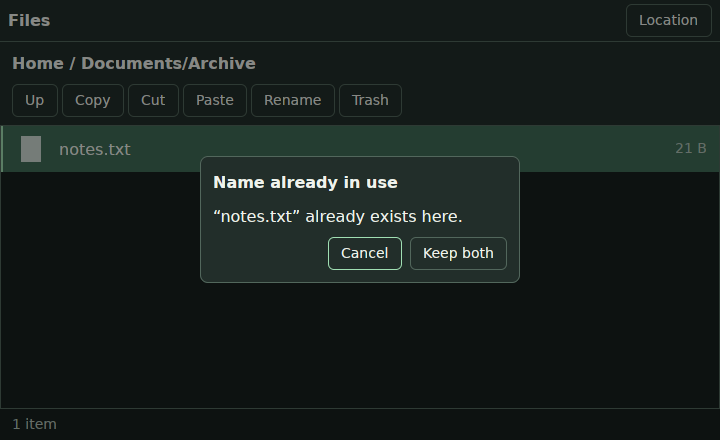 Files
Location
Home / Documents/Archive
Up Copy Cut Paste Rename Trash
notes.txt 21 B
Name already in use
“notes.txt” already exists here.
Cancel Keep both
1 item